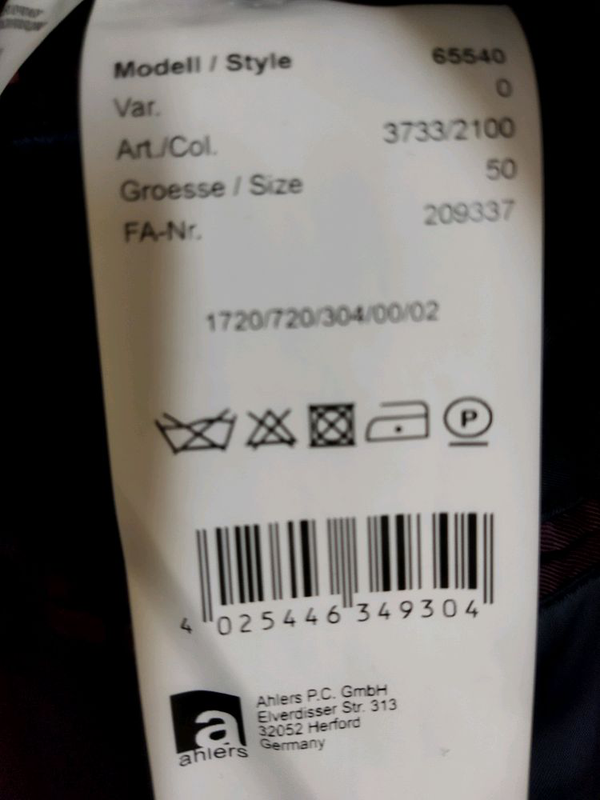 Modell / Style 65540
Var. 0
Art./Col. 3733/2100
Groesse / Size 50
FA-Nr. 209337
1720/720/304/00/02
P
4 025446 349304
a
ahlers
Ahlers P.C. GmbH
Elverdisser Str. 313
32052 Herford
Germany